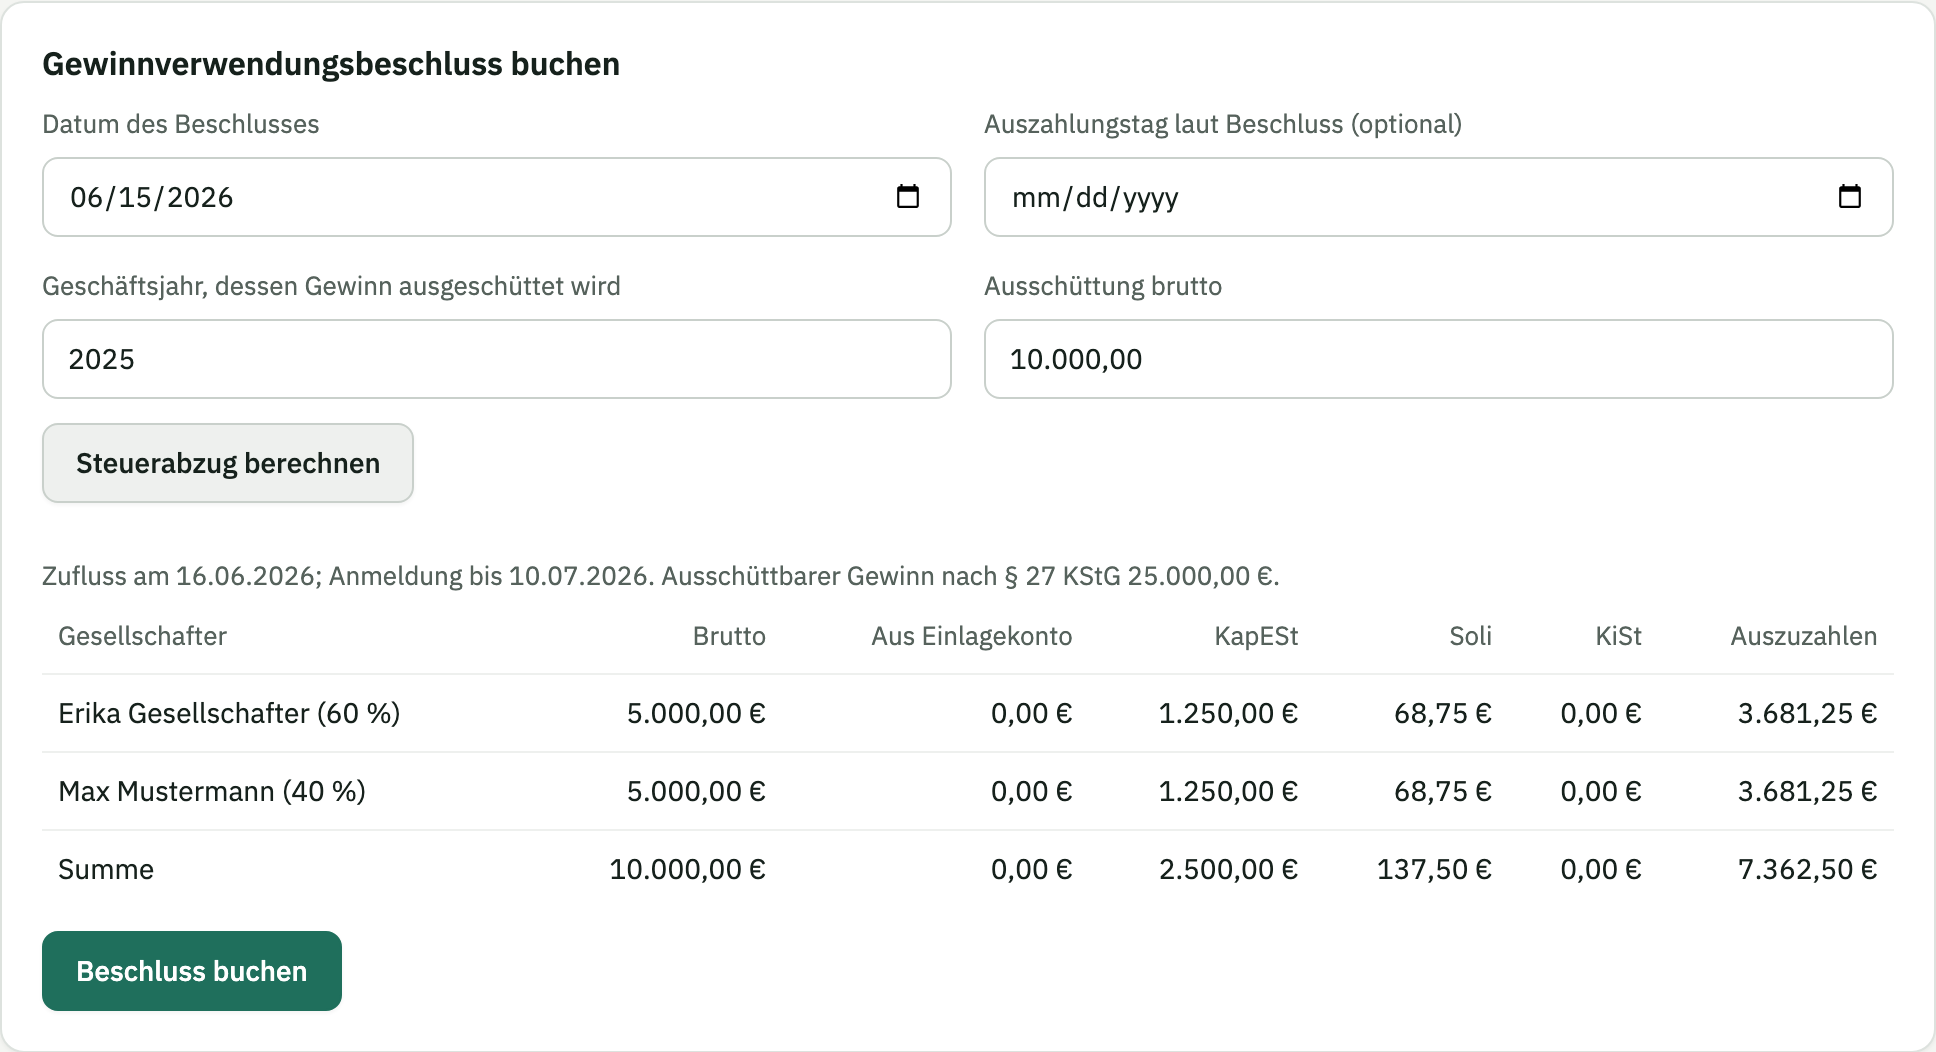 Gewinnverwendungsbeschluss buchen
Datum des Beschlusses Auszahlungstag laut Beschluss (optional)
06/15/2026 mm/dd/yyyy
Geschäftsjahr, dessen Gewinn ausgeschüttet wird Ausschüttung brutto
2025 10.000,00
Steuerabzug berechnen
Zufluss am 16.06.2026; Anmeldung bis 10.07.2026. Ausschüttbarer Gewinn nach § 27 KStG 25.000,00 €.
Gesellschafter Brutto Aus Einlagekonto KapESt Soli KiSt Auszuzahlen
Erika Gesellschafter (60 %) 5.000,00 € 0,00 € 1.250,00 € 68,75 € 0,00 € 3.681,25 €
Max Mustermann (40 %) 5.000,00 € 0,00 € 1.250,00 € 68,75 € 0,00 € 3.681,25 €
Summe 10.000,00 € 0,00 € 2.500,00 € 137,50 € 0,00 € 7.362,50 €
Beschluss buchen